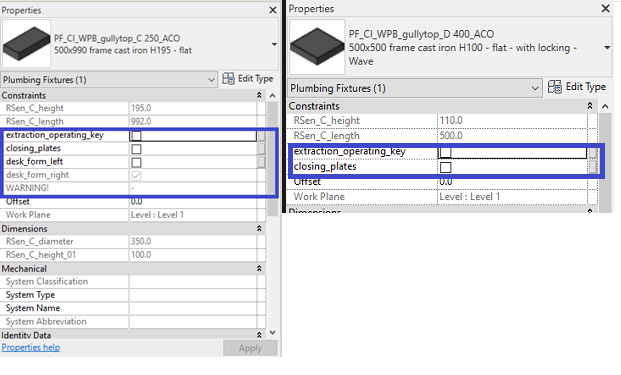 Properties
PF_CI_WPB_gullytop_C 250_ACO
500x990 frame cast iron H195 - flat
Plumbing Fixtures (1)
Edit Type
Constraints
RSen_C_height 195.0
RSen_C_length 992.0
extraction_operating_key
closing_plates
desk_form_left
desk_form_right
WARNING! -
Offset 0.0
Work Plane Level : Level 1
Dimensions
RSen_C_diameter 350.0
RSen_C_height_01 100.0
Mechanical
System Classification
System Type
System Name
System Abbreviation
Identity Data
Properties help
Apply
Properties
PF_CI_WPB_gullytop_D 400_ACO
500x500 frame cast iron H100 - flat - with locking -
Wave
Plumbing Fixtures (1)
Edit Type
Constraints
RSen_C_height 110.0
RSen_C_length 500.0
extraction_operating_key
closing_plates
Offset 0.0
Work Plane Level : Level 1
Dimensions